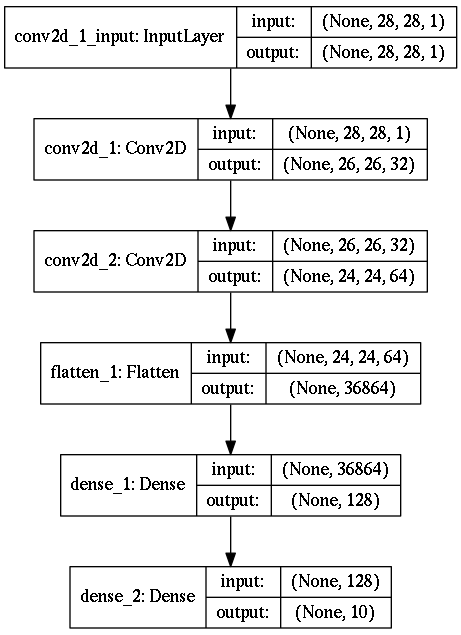 conv2d_1_input: InputLayer
input: (None, 28, 28, 1)
output: (None, 28, 28, 1)
conv2d_1: Conv2D
input: (None, 28, 28, 1)
output: (None, 26, 26, 32)
conv2d_2: Conv2D
input: (None, 26, 26, 32)
output: (None, 24, 24, 64)
flatten_1: Flatten
input: (None, 24, 24, 64)
output: (None, 36864)
dense_1: Dense
input: (None, 36864)
output: (None, 128)
dense_2: Dense
input: (None, 128)
output: (None, 10)